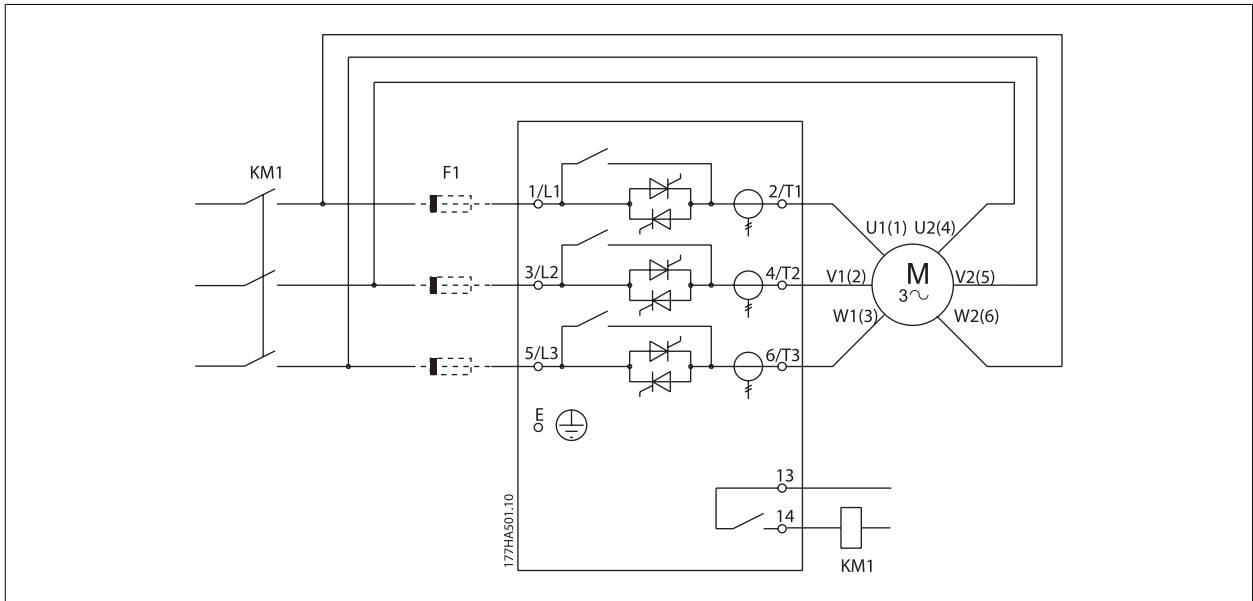 KM1
F1
1/L1
2/T1
U1(1) U2(4)
3/L2
4/T2
V1(2)
M
3
V2(5)
W1(3)
W2(6)
5/L3
6/T3
E
13
14
KM1
177HA501.10